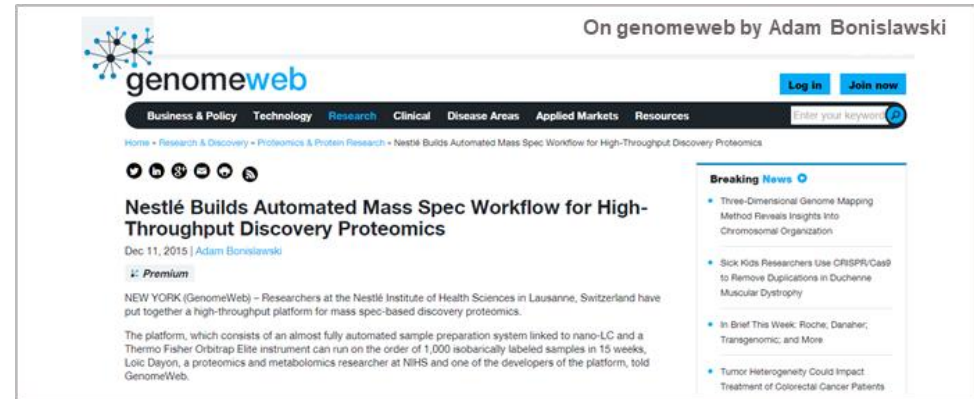 On genomeweb by Adam Bonislawski
genomeweb
Log in Join now
Business & Policy Technology Research Clinical Disease Areas Applied Markets Resources
Enter your keyword
Home » Research & Discovery » Proteomics & Protein Research » Nestlé Builds Automated Mass Spec Workflow for High-Throughput Discovery Proteomics
Nestlé Builds Automated Mass Spec Workflow for High-
Throughput Discovery Proteomics
Dec 11, 2015 | Adam Bonislawski
Premium
NEW YORK (GenomeWeb) – Researchers at the Nestlé Institute of Health Sciences in Lausanne, Switzerland have
put together a high-throughput platform for mass spec-based discovery proteomics.
The platform, which consists of an almost fully automated sample preparation system linked to nano-LC and a
Thermo Fisher Orbitrap Elite instrument can run on the order of 1,000 isobarically labeled samples in 15 weeks,
Loïc Dayon, a proteomics and metabolomics researcher at NIHS and one of the developers of the platform, told
GenomeWeb.
Breaking News
Three-Dimensional Genome Mapping
Method Reveals Insights Into
Chromosomal Organization
Sick Kids Researchers Use CRISPR/Cas9
to Remove Duplications in Duchenne
Muscular Dystrophy
In Brief This Week: Roche; Danaher;
Transgenomic; and More
Tumor Heterogeneity Could Impact
Treatment of Colorectal Cancer Patients